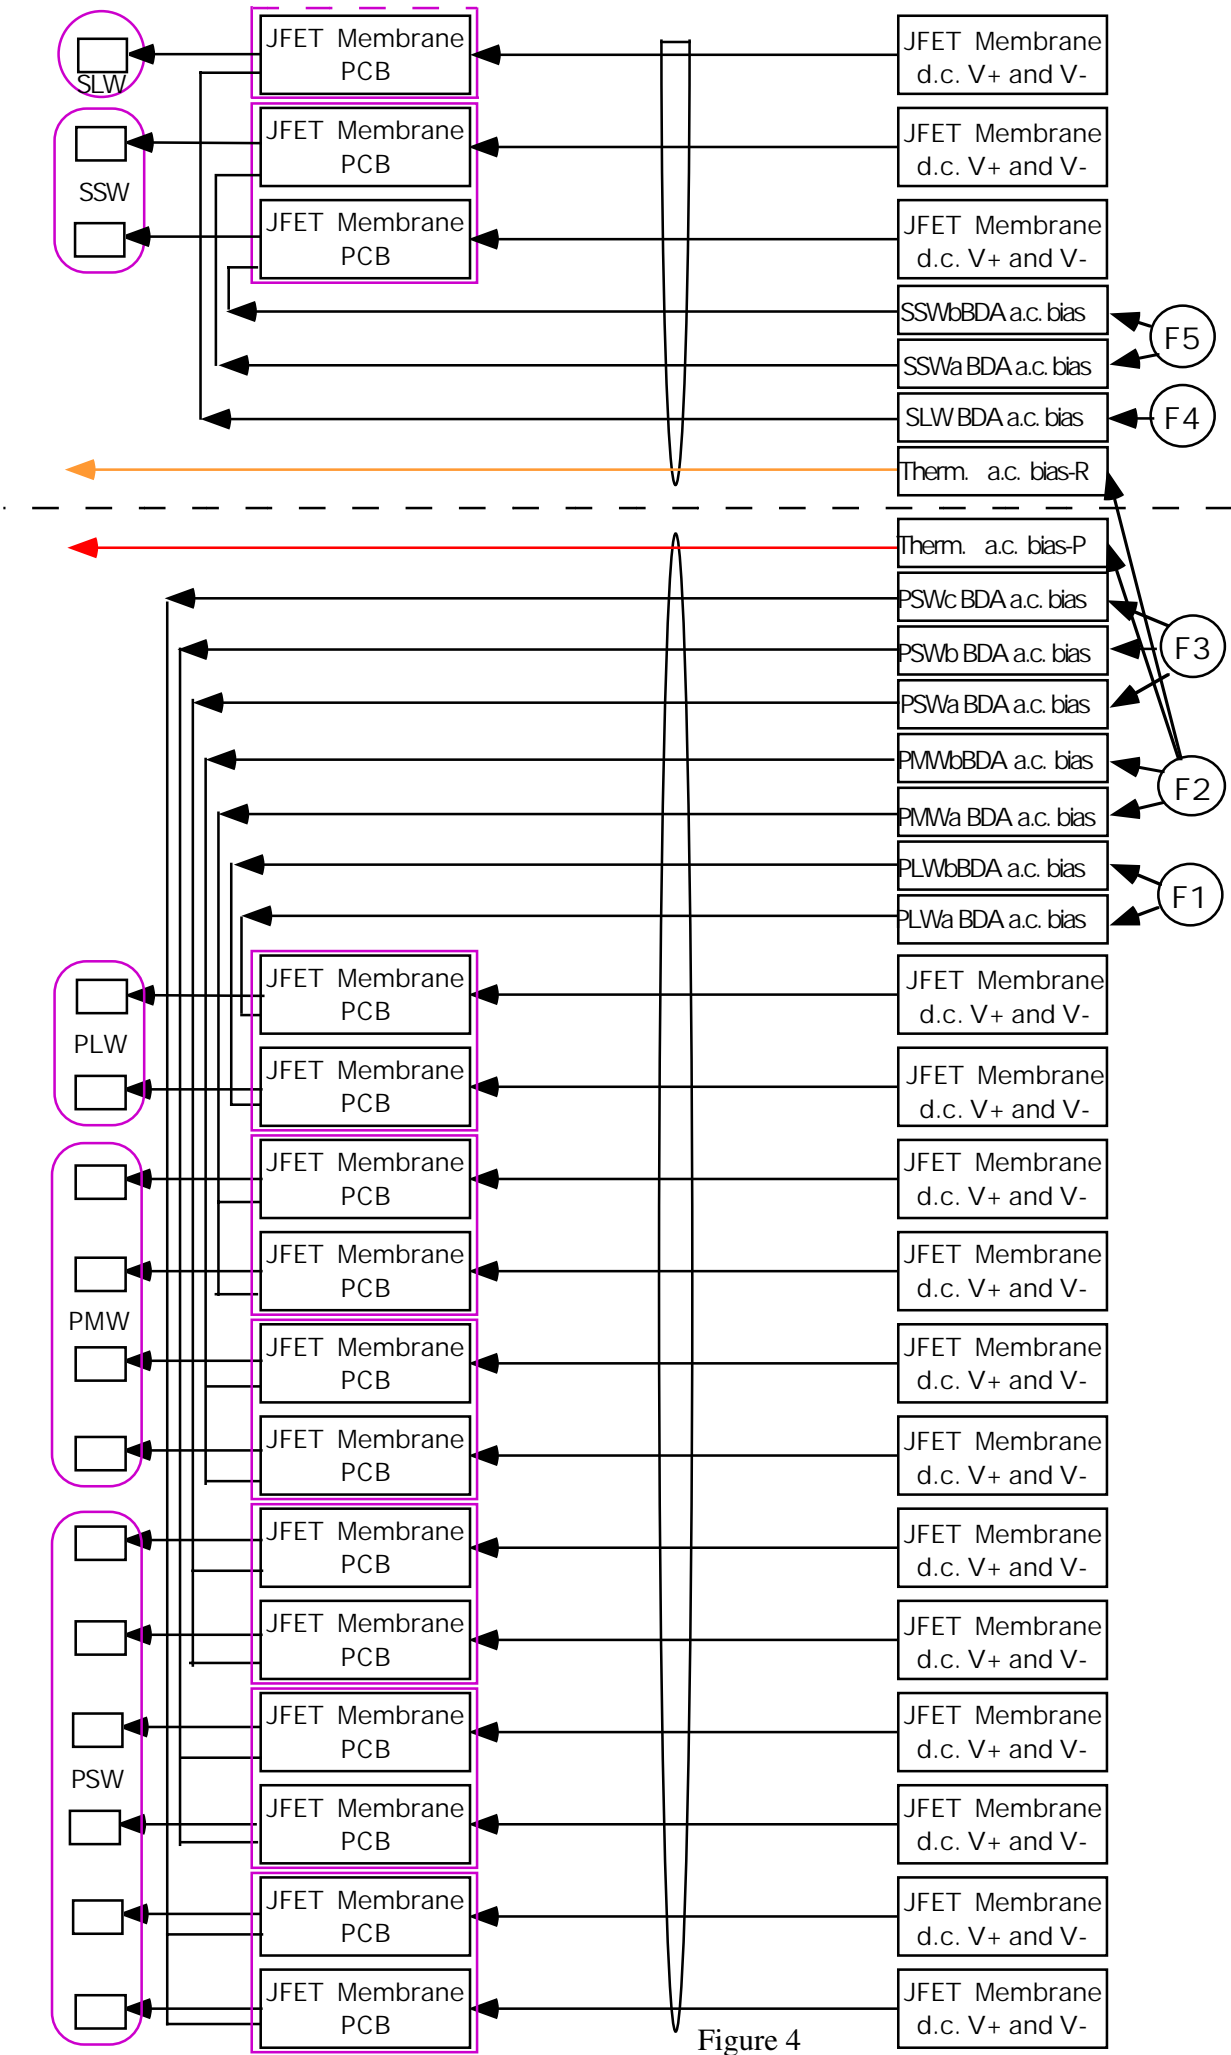 JFET Membrane
PCB
JFET Membrane
d.c. V+ and V-
SLW
JFET Membrane
PCB
JFET Membrane
d.c. V+ and V-
SSW
JFET Membrane
PCB
JFET Membrane
d.c. V+ and V-
SSWbBDA a.c. bias
F5
SSWa BDA a.c. bias
SLW BDA a.c. bias
F4
Therm. a.c. bias-R
Therm. a.c. bias-P
PSWc BDA a.c. bias
PSWb BDA a.c. bias
F3
PSWa BDA a.c. bias
PMWbBDA a.c. bias
F2
PMWa BDA a.c. bias
PLWbBDA a.c. bias
F1
PLWa BDA a.c. bias
JFET Membrane
PCB
JFET Membrane
d.c. V+ and V-
PLW
JFET Membrane
PCB
JFET Membrane
d.c. V+ and V-
JFET Membrane
PCB
JFET Membrane
d.c. V+ and V-
JFET Membrane
PCB
JFET Membrane
d.c. V+ and V-
PMW
JFET Membrane
PCB
JFET Membrane
d.c. V+ and V-
JFET Membrane
PCB
JFET Membrane
d.c. V+ and V-
JFET Membrane
PCB
JFET Membrane
d.c. V+ and V-
JFET Membrane
PCB
JFET Membrane
d.c. V+ and V-
JFET Membrane
PCB
JFET Membrane
d.c. V+ and V-
PSW
JFET Membrane
PCB
JFET Membrane
d.c. V+ and V-
JFET Membrane
PCB
JFET Membrane
d.c. V+ and V-
JFET Membrane
PCB
JFET Membrane
d.c. V+ and V-
Figure 4